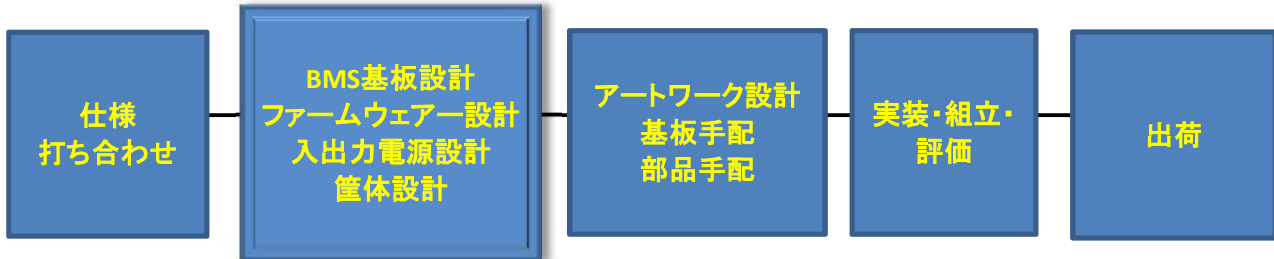 仕様
打ち合わせ
BMS基板設計
ファームウェアー設計
入出力電源設計
筐体設計
アートワーク設計
基板手配
部品手配
実装・組立・
評価
出荷